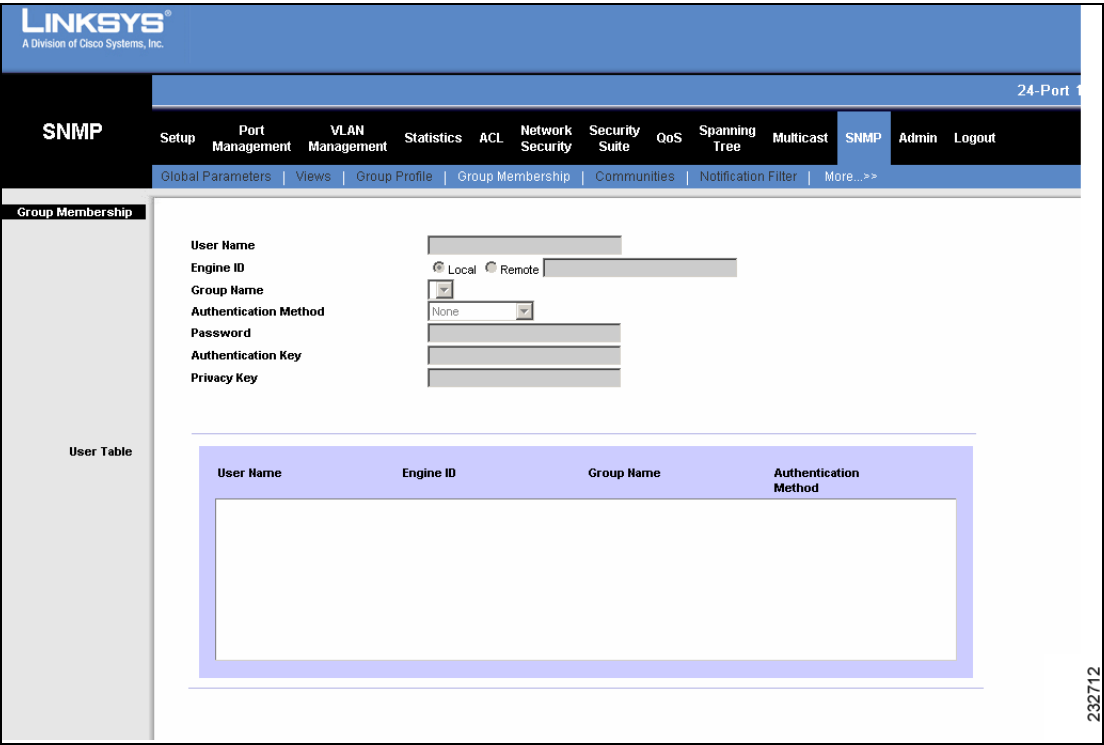 LINKSYS®
A Division of Cisco Systems, Inc.
24-Port 1
SNMP
Setup Port Management VLAN Management Statistics ACL Network Security Security Suite QoS Spanning Tree Multicast SNMP Admin Logout
Global Parameters | Views | Group Profile | Group Membership | Communities | Notification Filter | More...>>
Group Membership
User Name
Engine ID Local Remote
Group Name
Authentication Method None
Password
Authentication Key
Privacy Key
User Table
User Name Engine ID Group Name Authentication Method
232712